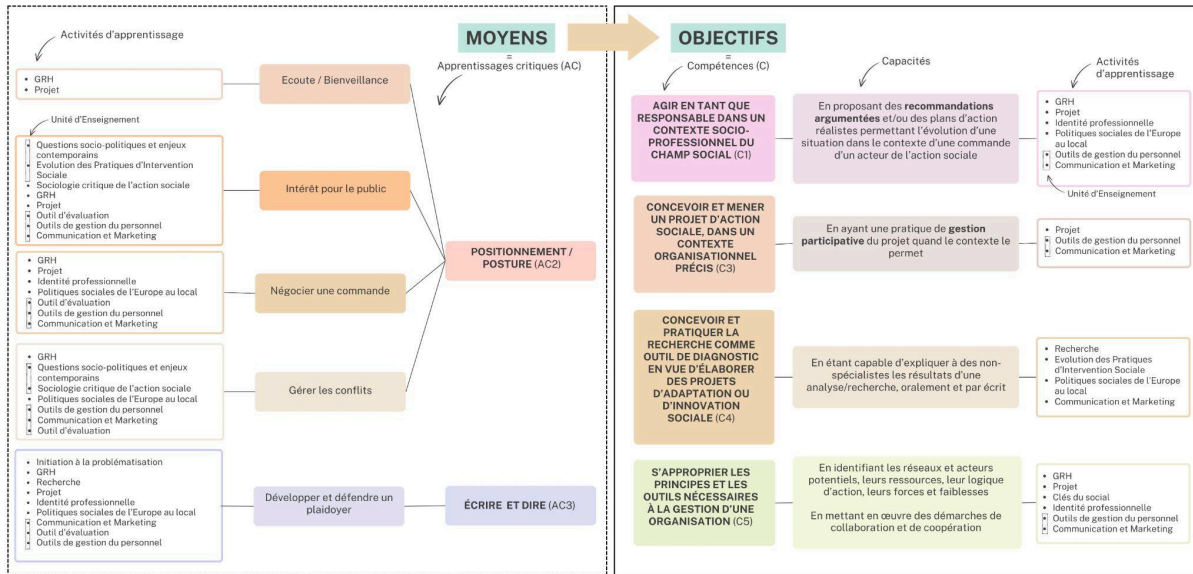 Activités d'apprentissage
MOYENS
=
Apprentissages critiques (AC)
• GRH
• Projet
Ecoute / Bienveillance
Unité d'Enseignement
• Questions socio-politiques et enjeux
contemporains
• Evolution des Pratiques d'Intervention
Sociale
• Sociologie critique de l'action sociale
• GRH
• Projet
• Outil d'évaluation
• Outils de gestion du personnel
• Communication et Marketing
Intérêt pour le public
• GRH
• Projet
• Identité professionnelle
• Politiques sociales de l'Europe au local
• Outil d'évaluation
• Outils de gestion du personnel
• Communication et Marketing
Négocier une commande
• GRH
• Questions socio-politiques et enjeux
contemporains
• Sociologie critique de l'action sociale
• Politiques sociales de l'Europe au local
• Outils de gestion du personnel
• Communication et Marketing
• Outil d'évaluation
Gérer les conflits
POSITIONNEMENT /
POSTURE (AC2)
• Initiation à la problématisation
• GRH
• Recherche
• Projet
• Identité professionnelle
• Politiques sociales de l'Europe au local
• Communication et Marketing
• Outil d'évaluation
• Outils de gestion du personnel
Développer et défendre un
plaidoyer
ÉCRIRE ET DIRE (AC3)
OBJECTIFS
=
Compétences (C)
Capacités
Activités
d'apprentissage
AGIR EN TANT QUE
RESPONSABLE DANS UN
CONTEXTE SOCIO-
PROFESSIONNEL DU
CHAMP SOCIAL (C1)
En proposant des recommandations
argumentées et/ou des plans d'action
réalistes permettant l'évolution d'une
situation dans le contexte d'une commande
d'un acteur de l'action sociale
• GRH
• Projet
• Identité professionnelle
• Politiques sociales de l'Europe
au local
• Outils de gestion du personnel
• Communication et Marketing
Unité d'Enseignement
CONCEVOIR ET MENER
UN PROJET D'ACTION
SOCIALE, DANS UN
CONTEXTE
ORGANISATIONNEL
PRÉCIS (C3)
En ayant une pratique de gestion
participative du projet quand le contexte le
permet
• Projet
• Outils de gestion du personnel
• Communication et Marketing
CONCEVOIR ET
PRATIQUER LA
RECHERCHE COMME
OUTIL DE DIAGNOSTIC
EN VUE D'ÉLABORER
DES PROJETS
D'ADAPTATION OU
D'INNOVATION
SOCIALE (C4)
En étant capable d'expliquer à des non-
spécialistes les résultats d'une
analyse/recherche, oralement et par écrit
• Recherche
• Evolution des Pratiques
d'Intervention Sociale
• Politiques sociales de l'Europe
au local
• Communication et Marketing
S'APPROPRIER LES
PRINCIPES ET LES
OUTILS NÉCESSAIRES
À LA GESTION D'UNE
ORGANISATION (C5)
En identifiant les réseaux et acteurs
potentiels, leurs ressources, leur logique
d'action, leurs forces et faiblesses
En mettant en œuvre des démarches de
collaboration et de coopération
• GRH
• Projet
• Clés du social
• Identité professionnelle
• Outils de gestion du personnel
• Communication et Marketing